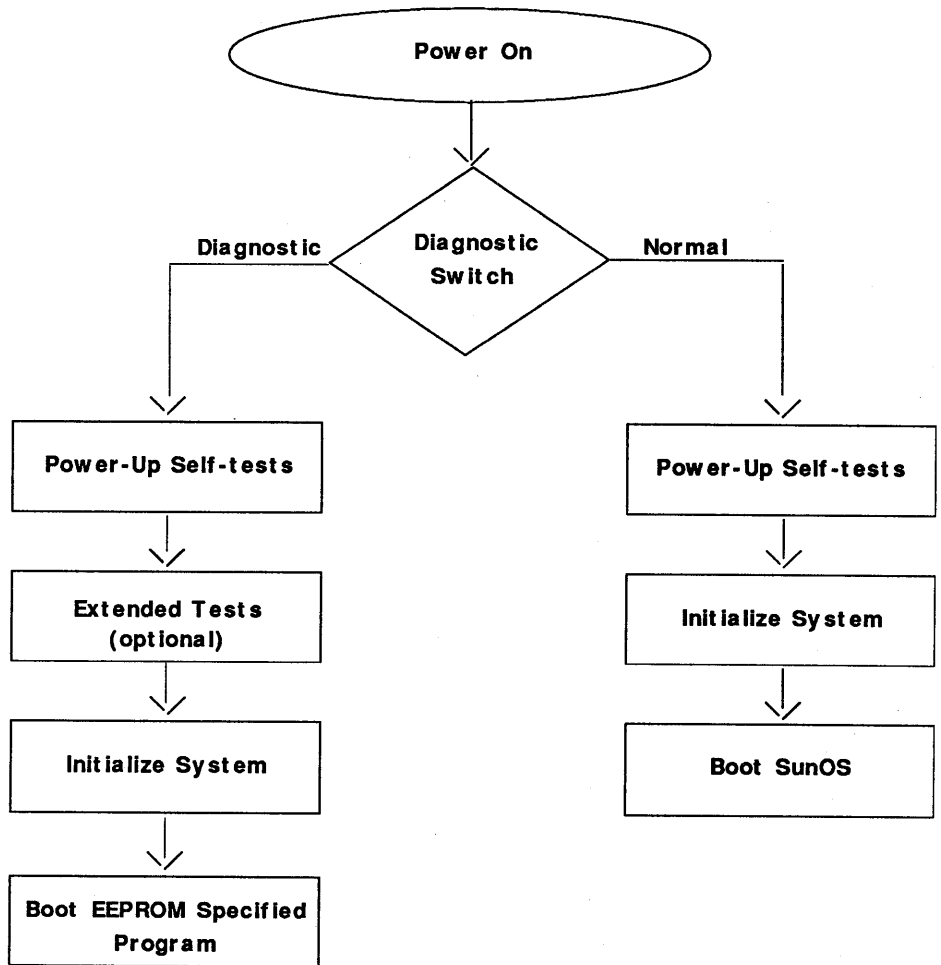 Power On
Diagnostic
Diagnostic
Switch
Normal
Power-Up Self-tests
Extended Tests
(optional)
Initialize System
Boot EEPROM Specified
Program
Power-Up Self-tests
Initialize System
Boot SunOS